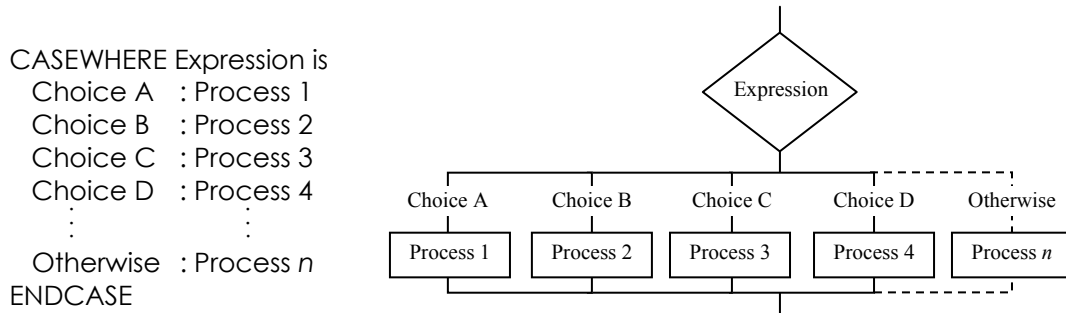 CASEWHERE Expression is
Choice A : Process 1
Choice B : Process 2
Choice C : Process 3
Choice D : Process 4
: :
Otherwise : Process n
ENDCASE
Expression
Choice A Choice B Choice C Choice D Otherwise
Process 1 Process 2 Process 3 Process 4 Process n